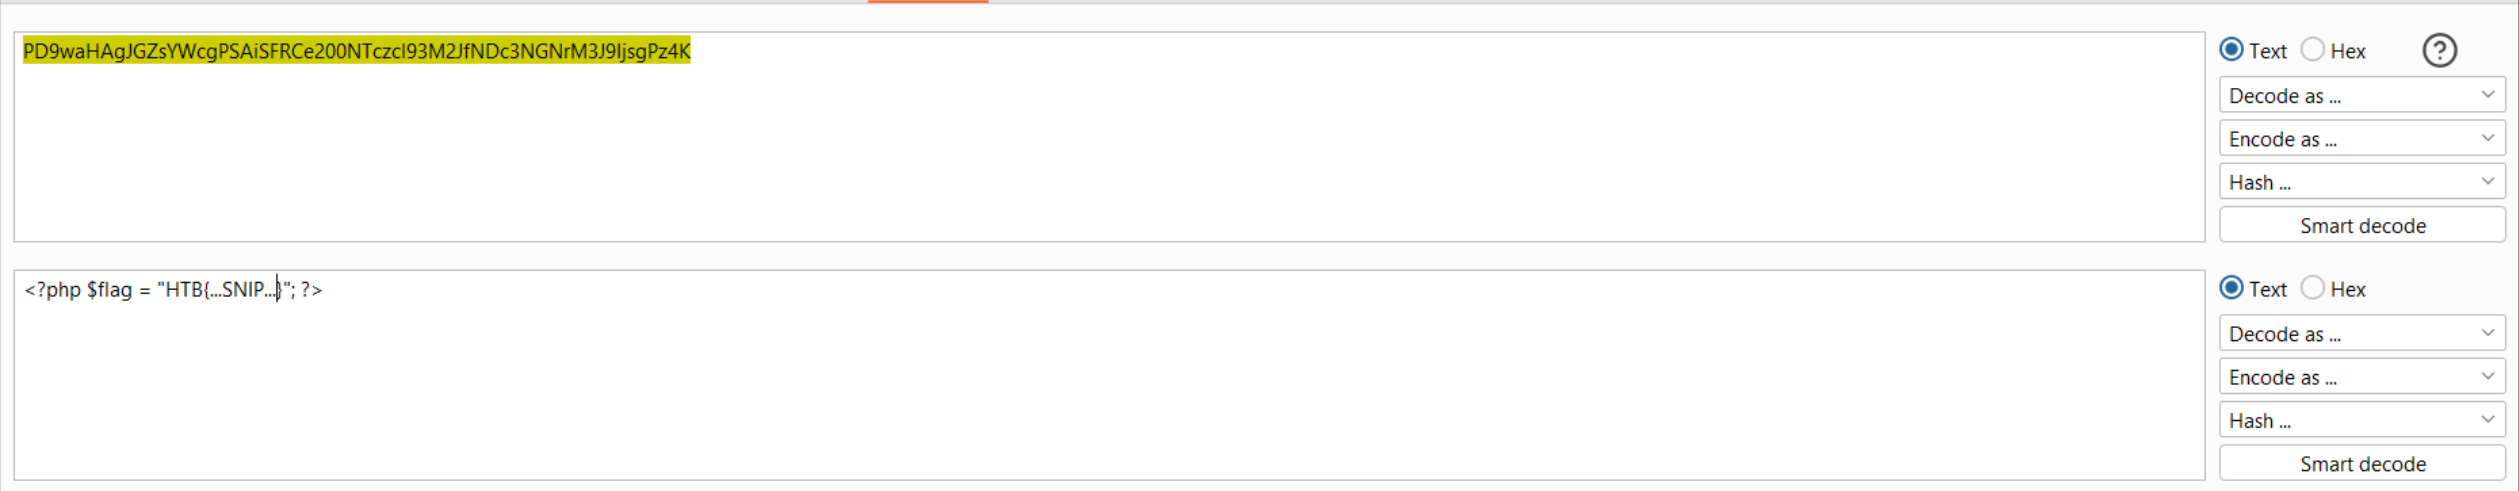 PD9waHAgJGZsYWcgPSAiSFRCe200NTczcl93M2JfNDc3NGNrM3J9IjsgPz4K
Text Hex ?
Decode as ...
Encode as ...
Hash ...
Smart decode
<?php $flag = "HTB{...SNIP...}"; ?>
Text Hex
Decode as ...
Encode as ...
Hash ...
Smart decode